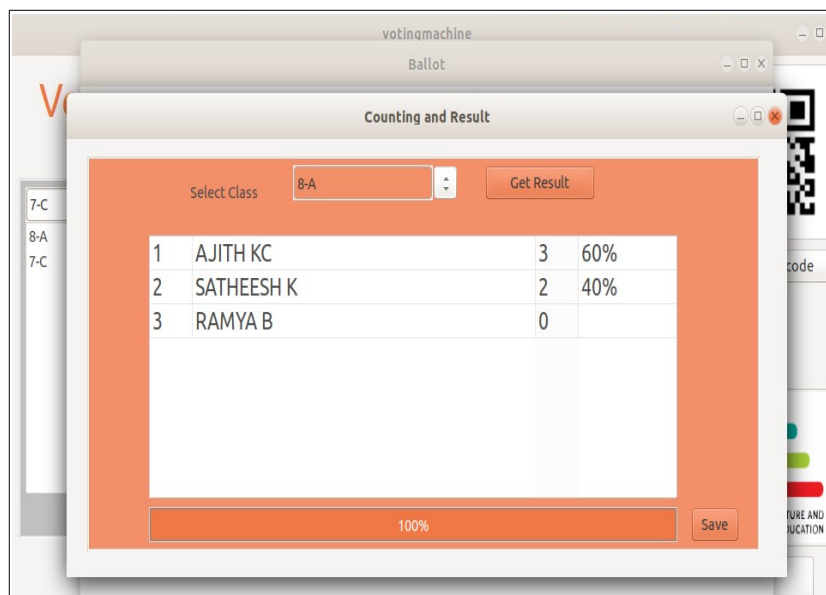 votingmachine
Ballot
Counting and Result
Select Class 8-A Get Result
7-C
8-A
7-C
1 AJITH KC 3 60%
2 SATHEESH K 2 40%
3 RAMYA B 0
code
100% Save
TURE AND